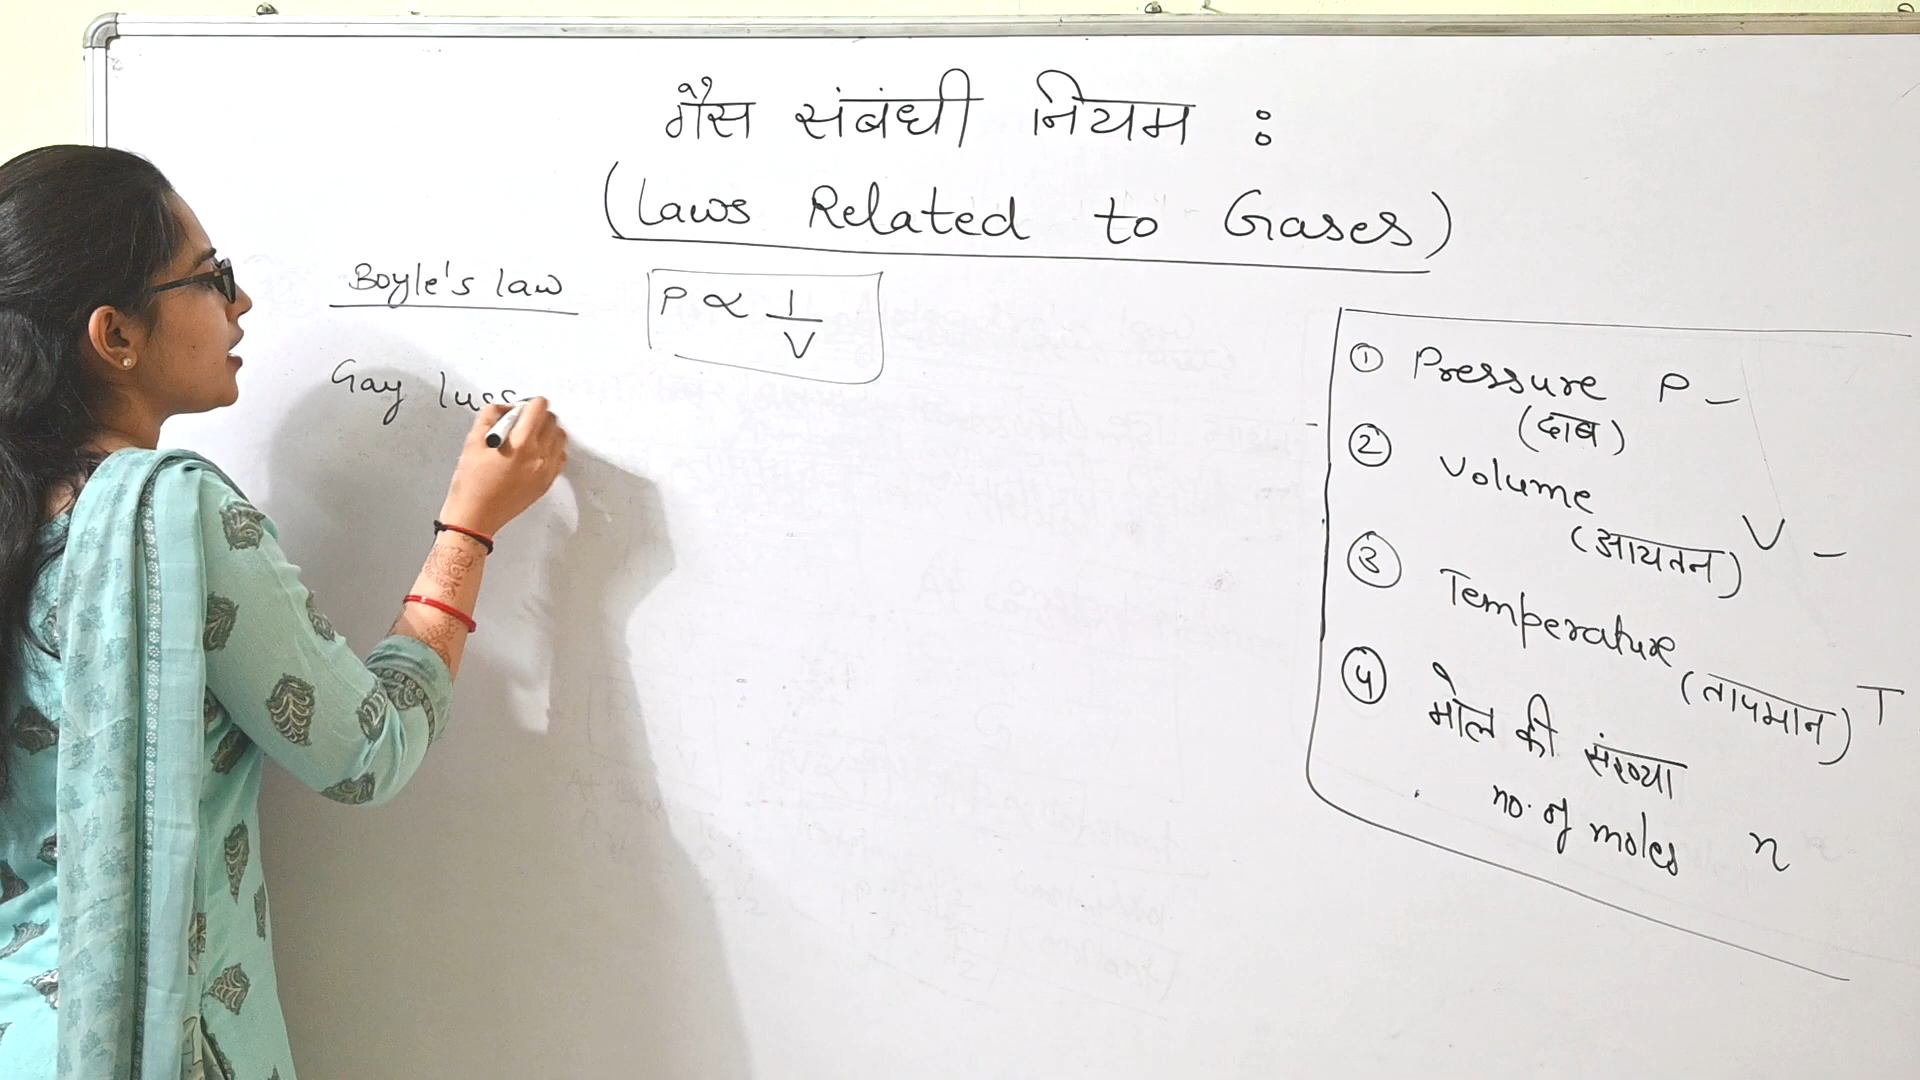 गैस संबंधी नियम :
(Laws Related to Gases)
Boyle's law
P ∝ 1/V
Gay luss
① Pressure P –
(दाब)
② Volume V –
(आयतन)
③ Temperature
(तापमान) T
④ मोल की संख्या
no. of moles n